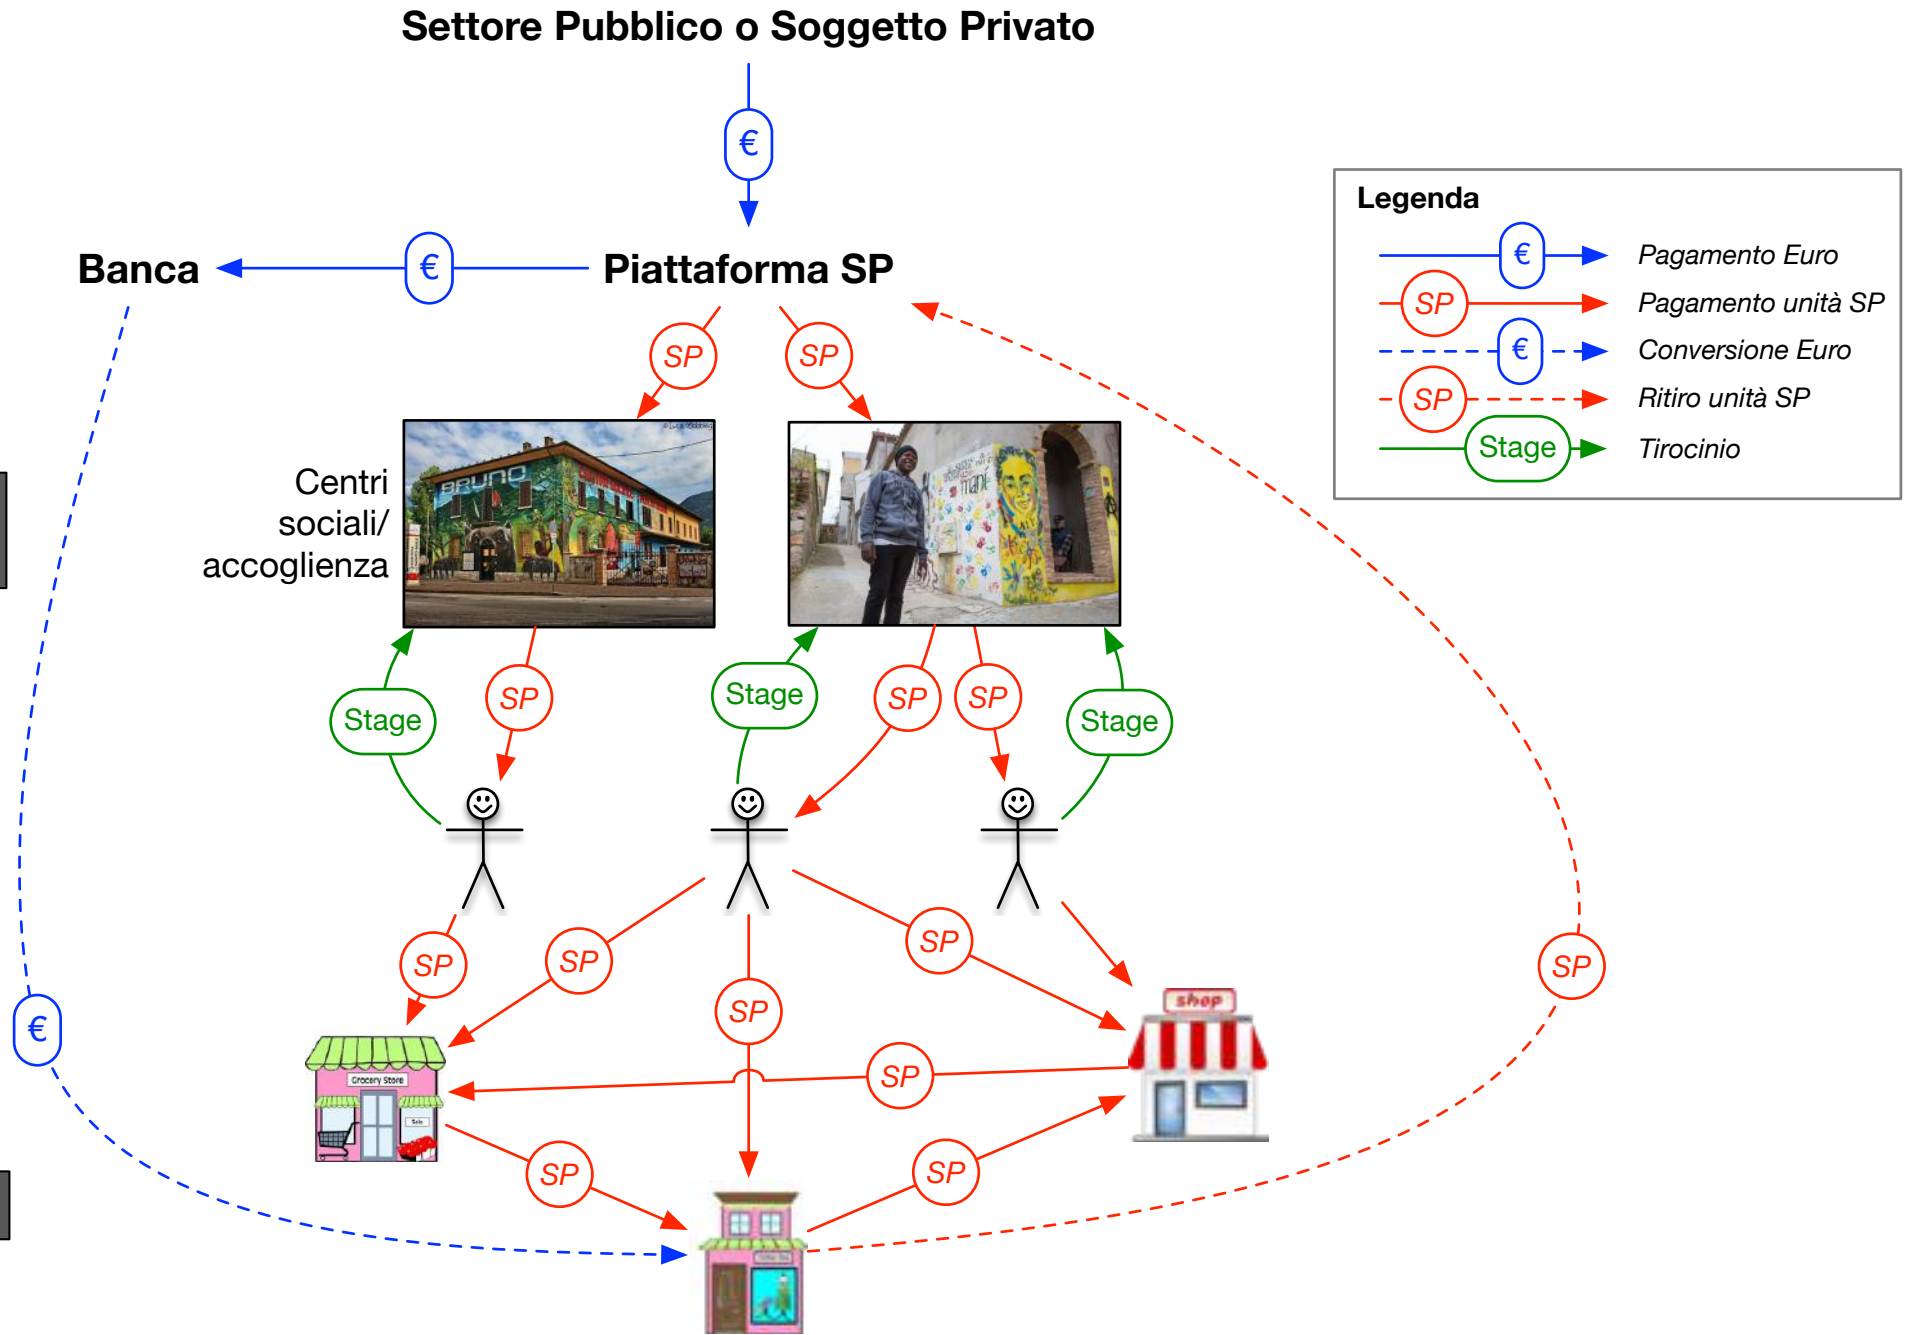 Settore Pubblico o Soggetto Privato
€
Legenda
€ Pagamento Euro
SP Pagamento unità SP
€ Conversione Euro
SP Ritiro unità SP
Stage Tirocinio
Banca
€
Piattaforma SP
SP
SP
Centri
sociali/
accoglienza
BRUNO
Stage
SP
Stage
SP
SP
Stage
SP
SP
SP
SP
SP
€
shop
SP
Grocery Store
Sale
SP
SP